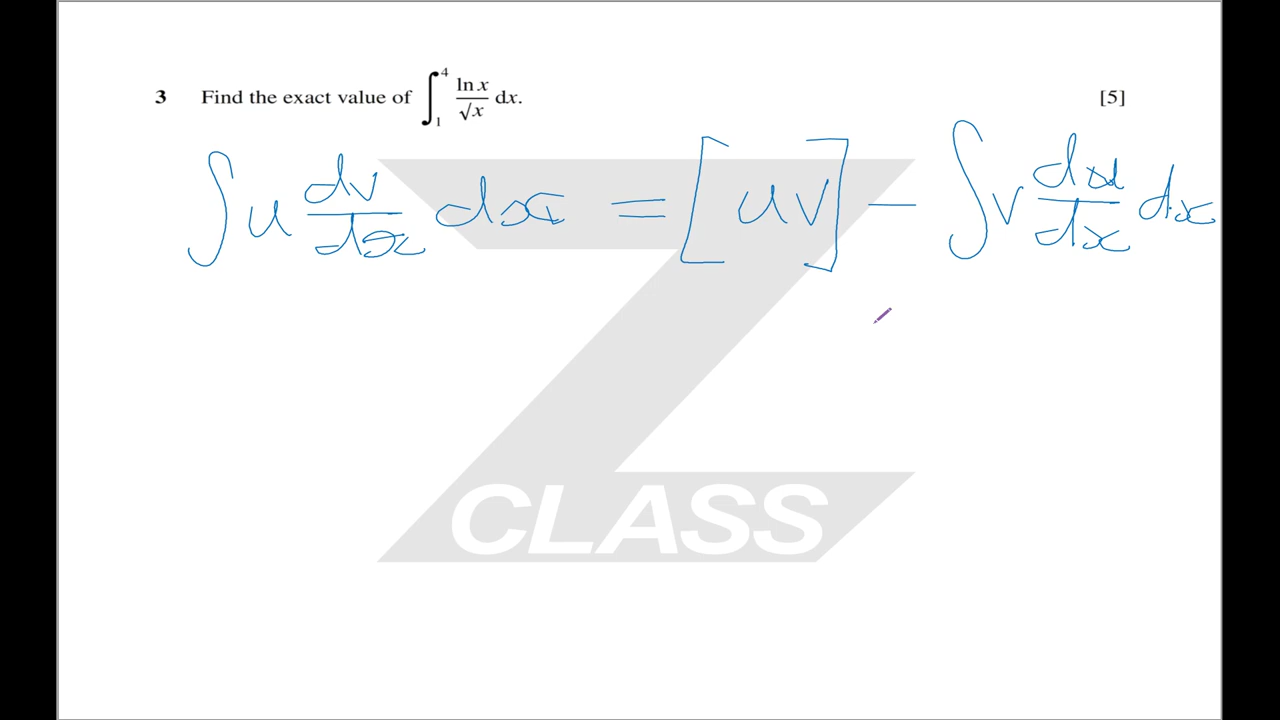 3 Find the exact value of ∫₁⁴ ln x / √x dx. [5]
∫ u dv/dx dx = [uv] − ∫ v du/dx dx
CLASS